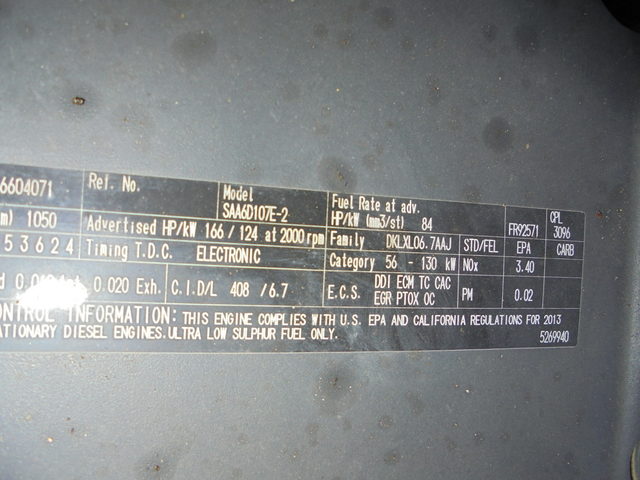 6604071 Ref. No. Model SAA6D107E-2 Fuel Rate at adv. HP/kW (mm3/st) 84 FR92571 CPL 3096
1050 Advertised HP/kW 166 / 124 at 2000 rpm Family DKLXL06.7AAJ STD/FEL EPA CARB
53624 Timing T.D.C. ELECTRONIC Category 56 - 130 kW NOx 3.40
0.020 Exh. C.I.D/L 408 / 6.7 E.C.S. DDI ECM TC CAC EGR PTOX OC PM 0.02
CONTROL INFORMATION: THIS ENGINE COMPLIES WITH U.S. EPA AND CALIFORNIA REGULATIONS FOR 2013
DIESEL ENGINES. ULTRA LOW SULPHUR FUEL ONLY. 5269940